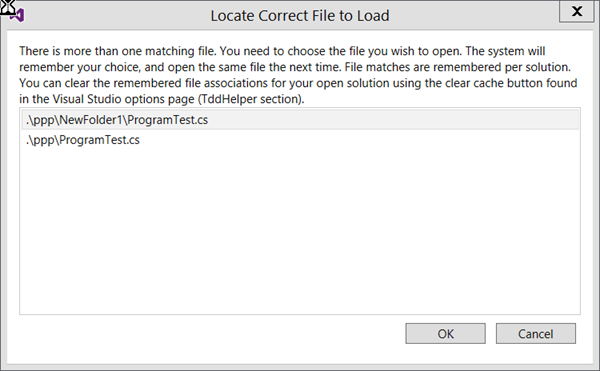 Locate Correct File to Load
X
There is more than one matching file. You need to choose the file you wish to open. The system will
remember your choice, and open the same file the next time. File matches are remembered per solution.
You can clear the remembered file associations for your open solution using the clear cache button found
in the Visual Studio options page (TddHelper section).
.\ppp\NewFolder1\ProgramTest.cs
.\ppp\ProgramTest.cs
OK
Cancel